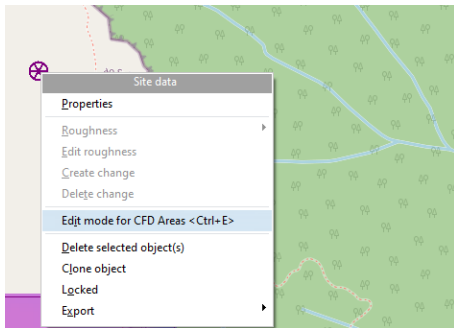 Site data
Properties
Roughness
Edit roughness
Create change
Delete change
Edit mode for CFD Areas <Ctrl+E>
Delete selected object(s)
Clone object
Locked
Export